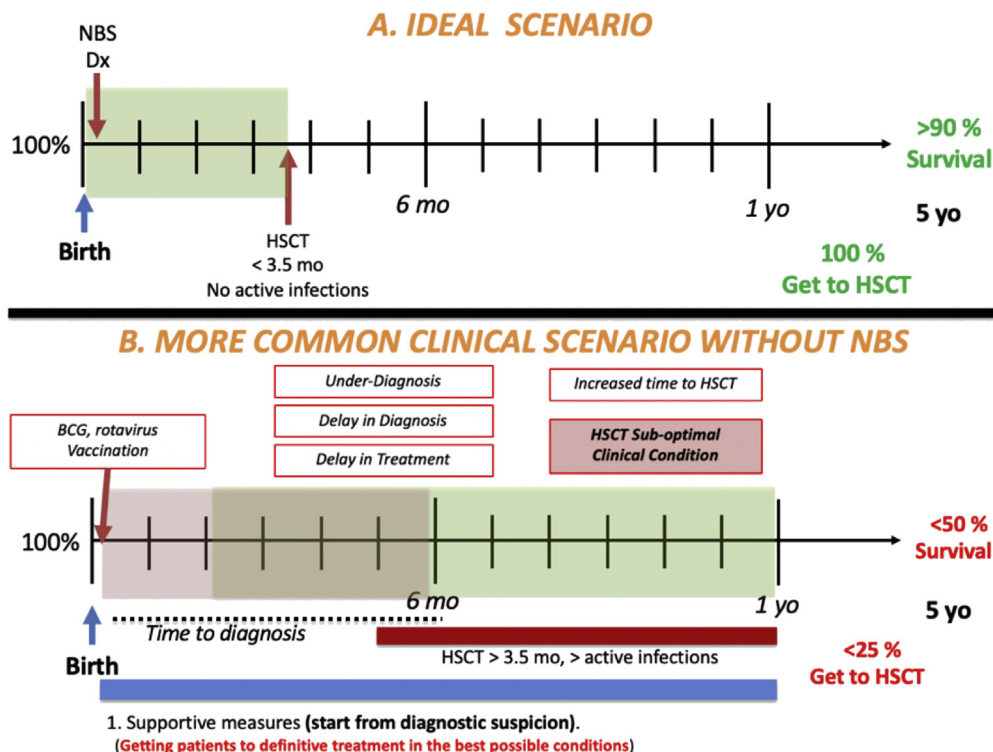 A. IDEAL SCENARIO
NBS
Dx
100%
>90 %
Survival
6 mo
1 yo
5 yo
Birth
HSCT
< 3.5 mo
No active infections
100 %
Get to HSCT
B. MORE COMMON CLINICAL SCENARIO WITHOUT NBS
Under-Diagnosis
Increased time to HSCT
BCG, rotavirus
Vaccination
Delay in Diagnosis
HSCT Sub-optimal
Clinical Condition
Delay in Treatment
100%
<50 %
Survival
6 mo
1 yo
5 yo
Time to diagnosis
Birth
HSCT > 3.5 mo, > active infections
<25 %
Get to HSCT
1. Supportive measures (start from diagnostic suspicion).
(Getting patients to definitive treatment in the best possible conditions)